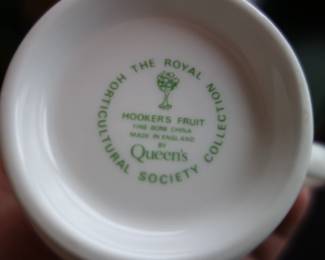 THE ROYAL HORTICULTURAL SOCIETY COLLECTION
HOOKER'S FRUIT
FINE BONE CHINA
MADE IN ENGLAND
BY
Queen's